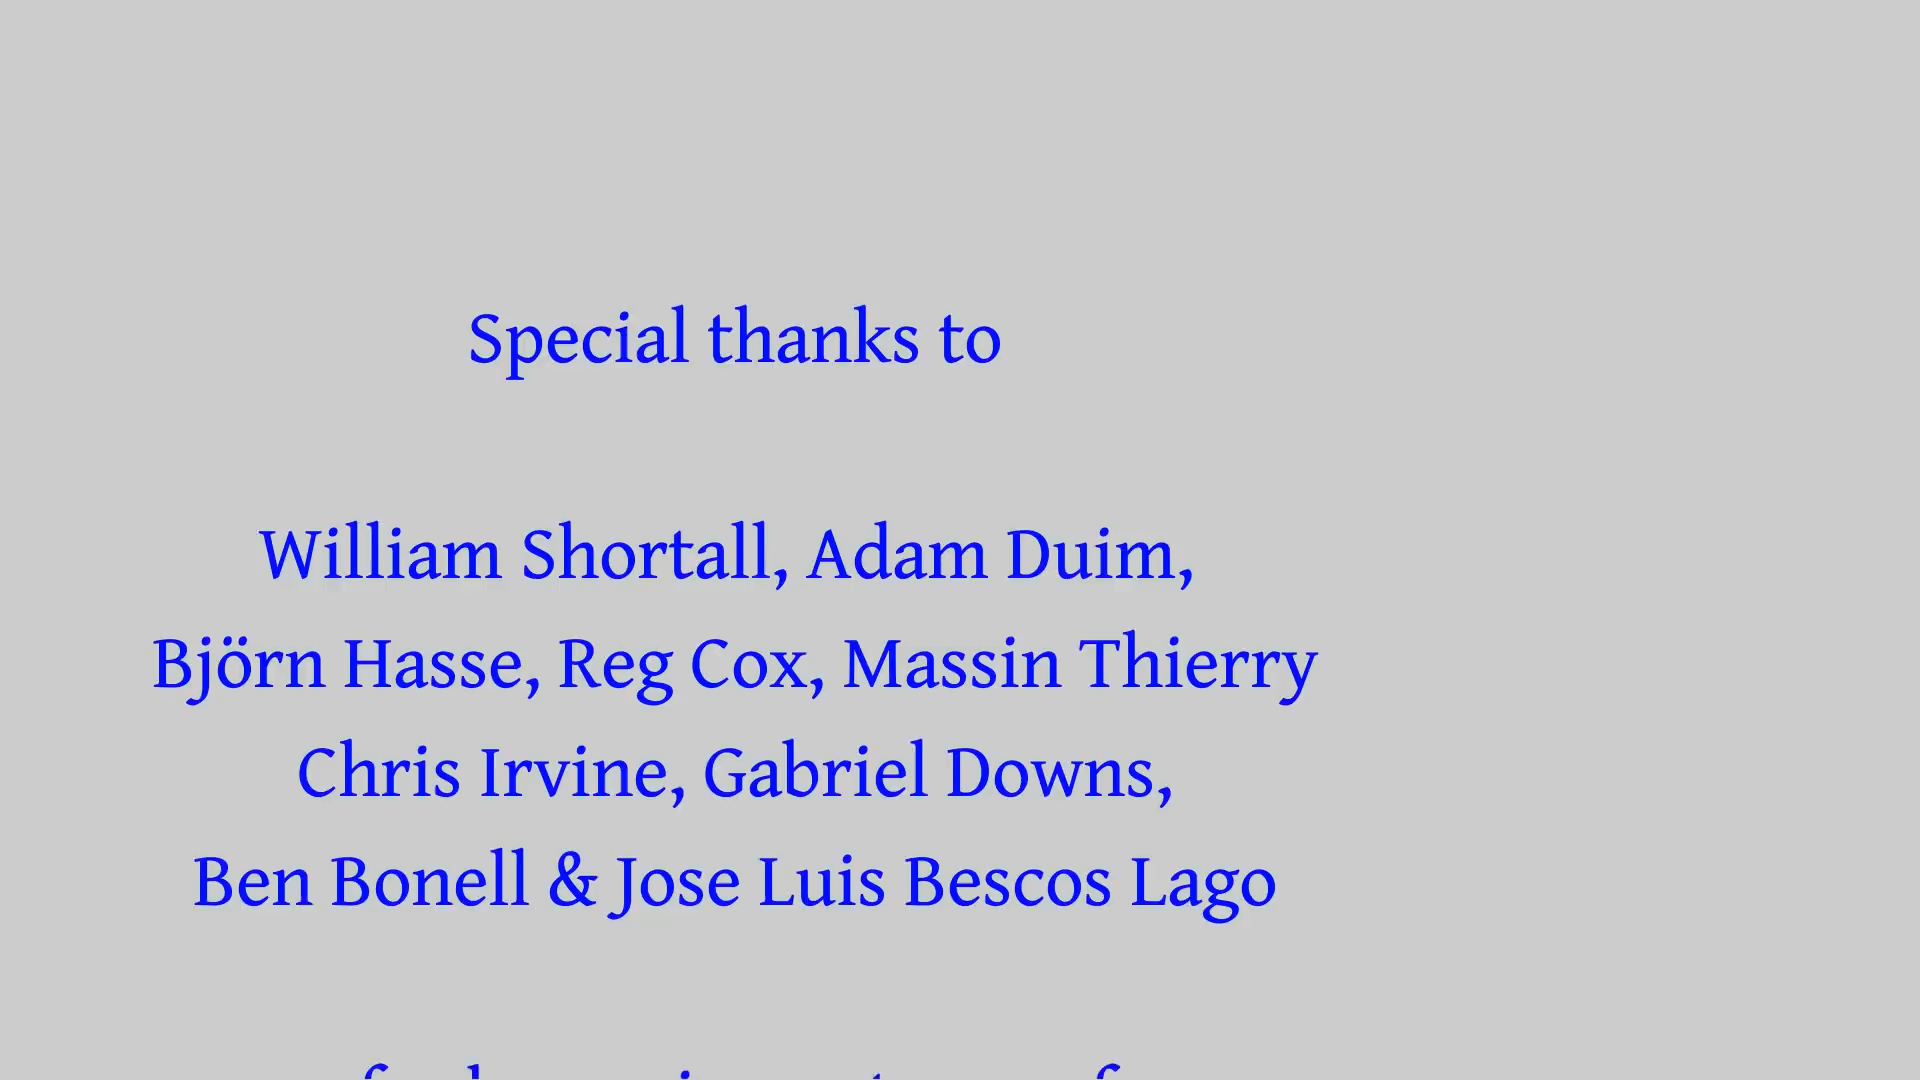 Special thanks to
William Shortall, Adam Duim,
Björn Hasse, Reg Cox, Massin Thierry
Chris Irvine, Gabriel Downs,
Ben Bonell & Jose Luis Bescos Lago